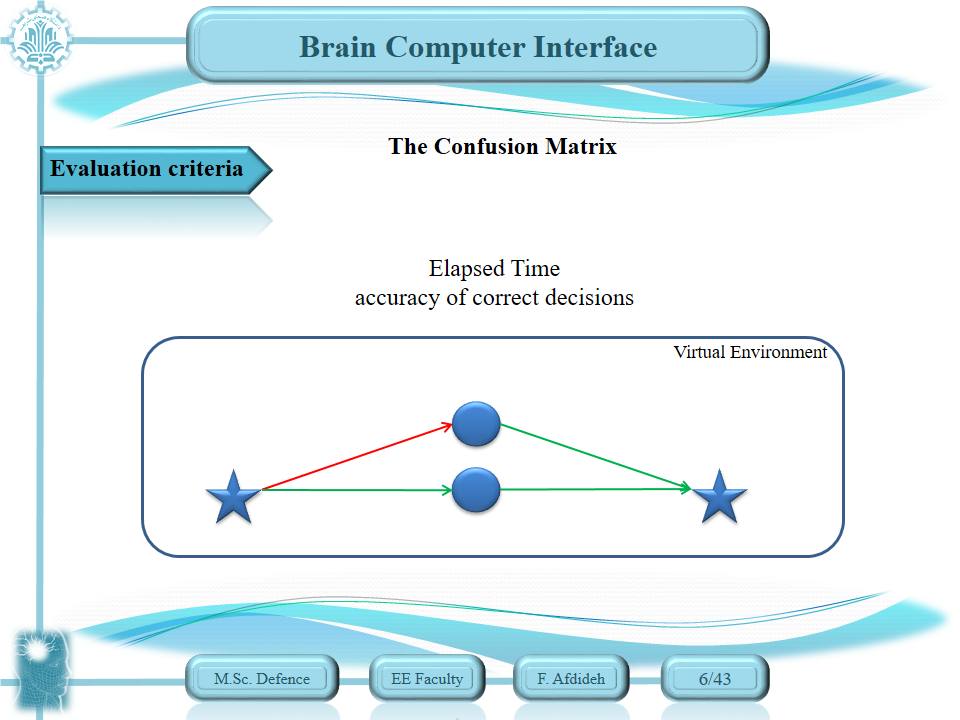 Brain Computer Interface
The Confusion Matrix
Evaluation criteria
Elapsed Time
accuracy of correct decisions
Virtual Environment
M.Sc. Defence
EE Faculty
F. Afdideh
6/43